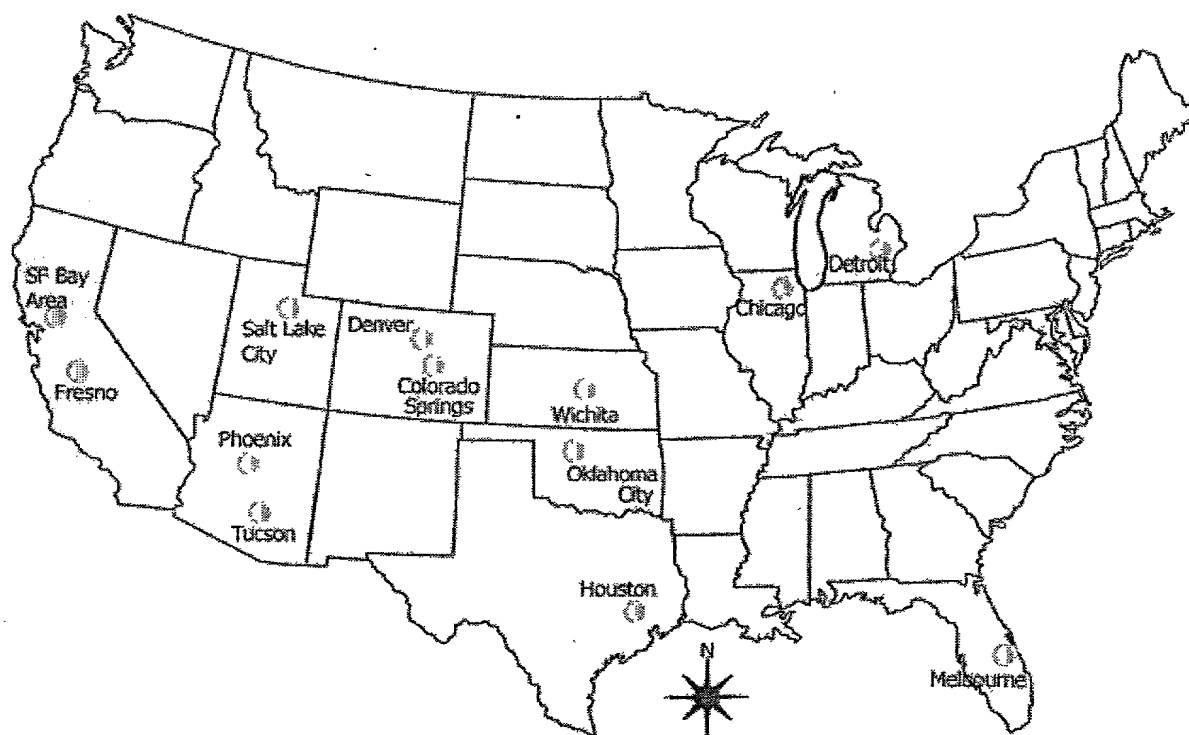 SF Bay
Area
Fresno
Salt Lake
City
Denver
Colorado
Springs
Phoenix
Tucson
Wichita
Oklahoma
City
Houston
Chicago
Detroit
Melbourne
N